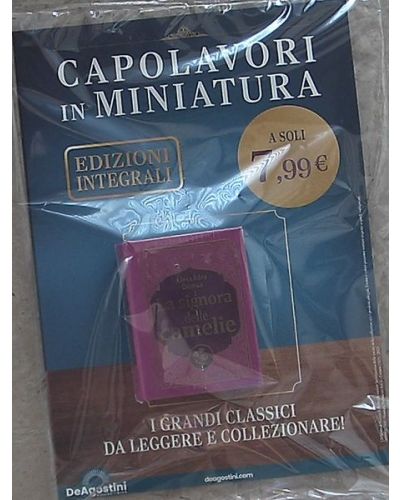 CAPOLAVORI
IN MINIATURA
EDIZIONI
INTEGRALI
A SOLI
7,99 €
Dumas
La signora
delle
camelie
I GRANDI CLASSICI
DA LEGGERE E COLLEZIONARE!
DeAgostini
deagostini.com